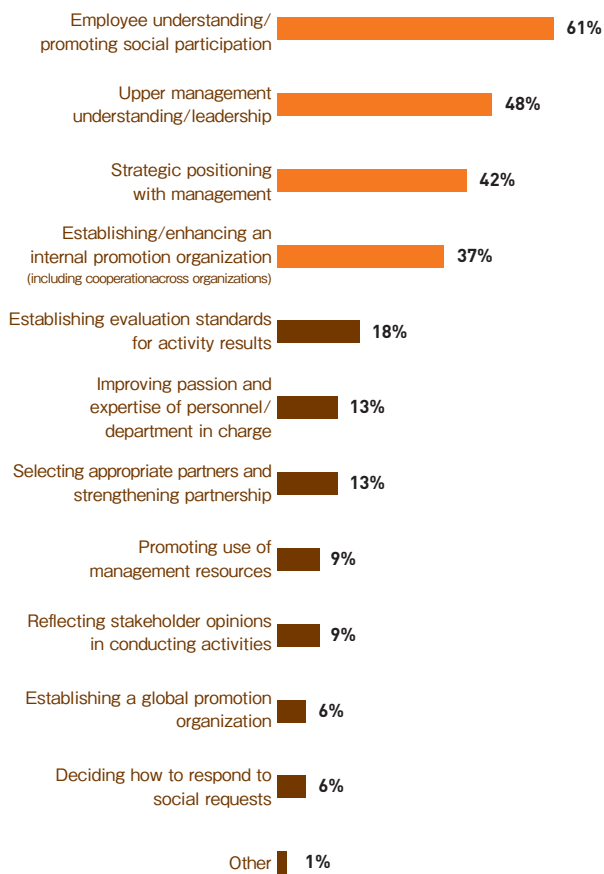 Employee understanding/
promoting social participation
61%
Upper management
understanding/leadership
48%
Strategic positioning
with management
42%
Establishing/enhancing an
internal promotion organization
(including cooperationacross organizations)
37%
Establishing evaluation standards
for activity results
18%
Improving passion and
expertise of personnel/
department in charge
13%
Selecting appropriate partners and
strengthening partnership
13%
Promoting use of
management resources
9%
Reflecting stakeholder opinions
in conducting activities
9%
Establishing a global promotion
organization
6%
Deciding how to respond to
social requests
6%
Other
1%